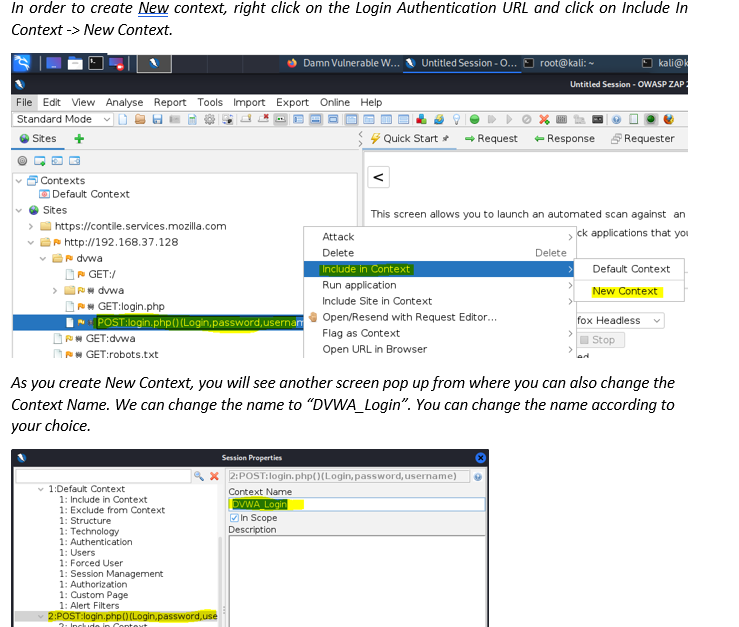 In order to create New context, right click on the Login Authentication URL and click on Include In
Context -> New Context.
Damn Vulnerable W...
Untitled Session - O...
root@kali: ~
kali@k
Untitled Session - OWASP ZAP
File Edit View Analyse Report Tools Import Export Online Help
Standard Mode
Sites
Quick Start
Request
Response
Requester
Contexts
Default Context
Sites
https://contile.services.mozilla.com
http://192.168.37.128
dvwa
GET:/
dvwa
GET:login.php
POST:login.php()(Login,password,usernam
GET:dvwa
GET:robots.txt
<
This screen allows you to launch an automated scan against an
ck applications that you
Attack
Delete Delete
Include in Context
Run application
Include Site in Context
Open/Resend with Request Editor...
Flag as Context
Open URL in Browser
Default Context
New Context
fox Headless
Stop
ed
As you create New Context, you will see another screen pop up from where you can also change the
Context Name. We can change the name to “DVWA_Login”. You can change the name according to
your choice.
Session Properties
1:Default Context
1: Include in Context
1: Exclude from Context
1: Structure
1: Technology
1: Authentication
1: Users
1: Forced User
1: Session Management
1: Authorization
1: Custom Page
1: Alert Filters
2:POST:login.php()(Login,password,use
2: Include in Context
2:POST:login.php()(Login,password,username)
Context Name
DVWA_Login
In Scope
Description